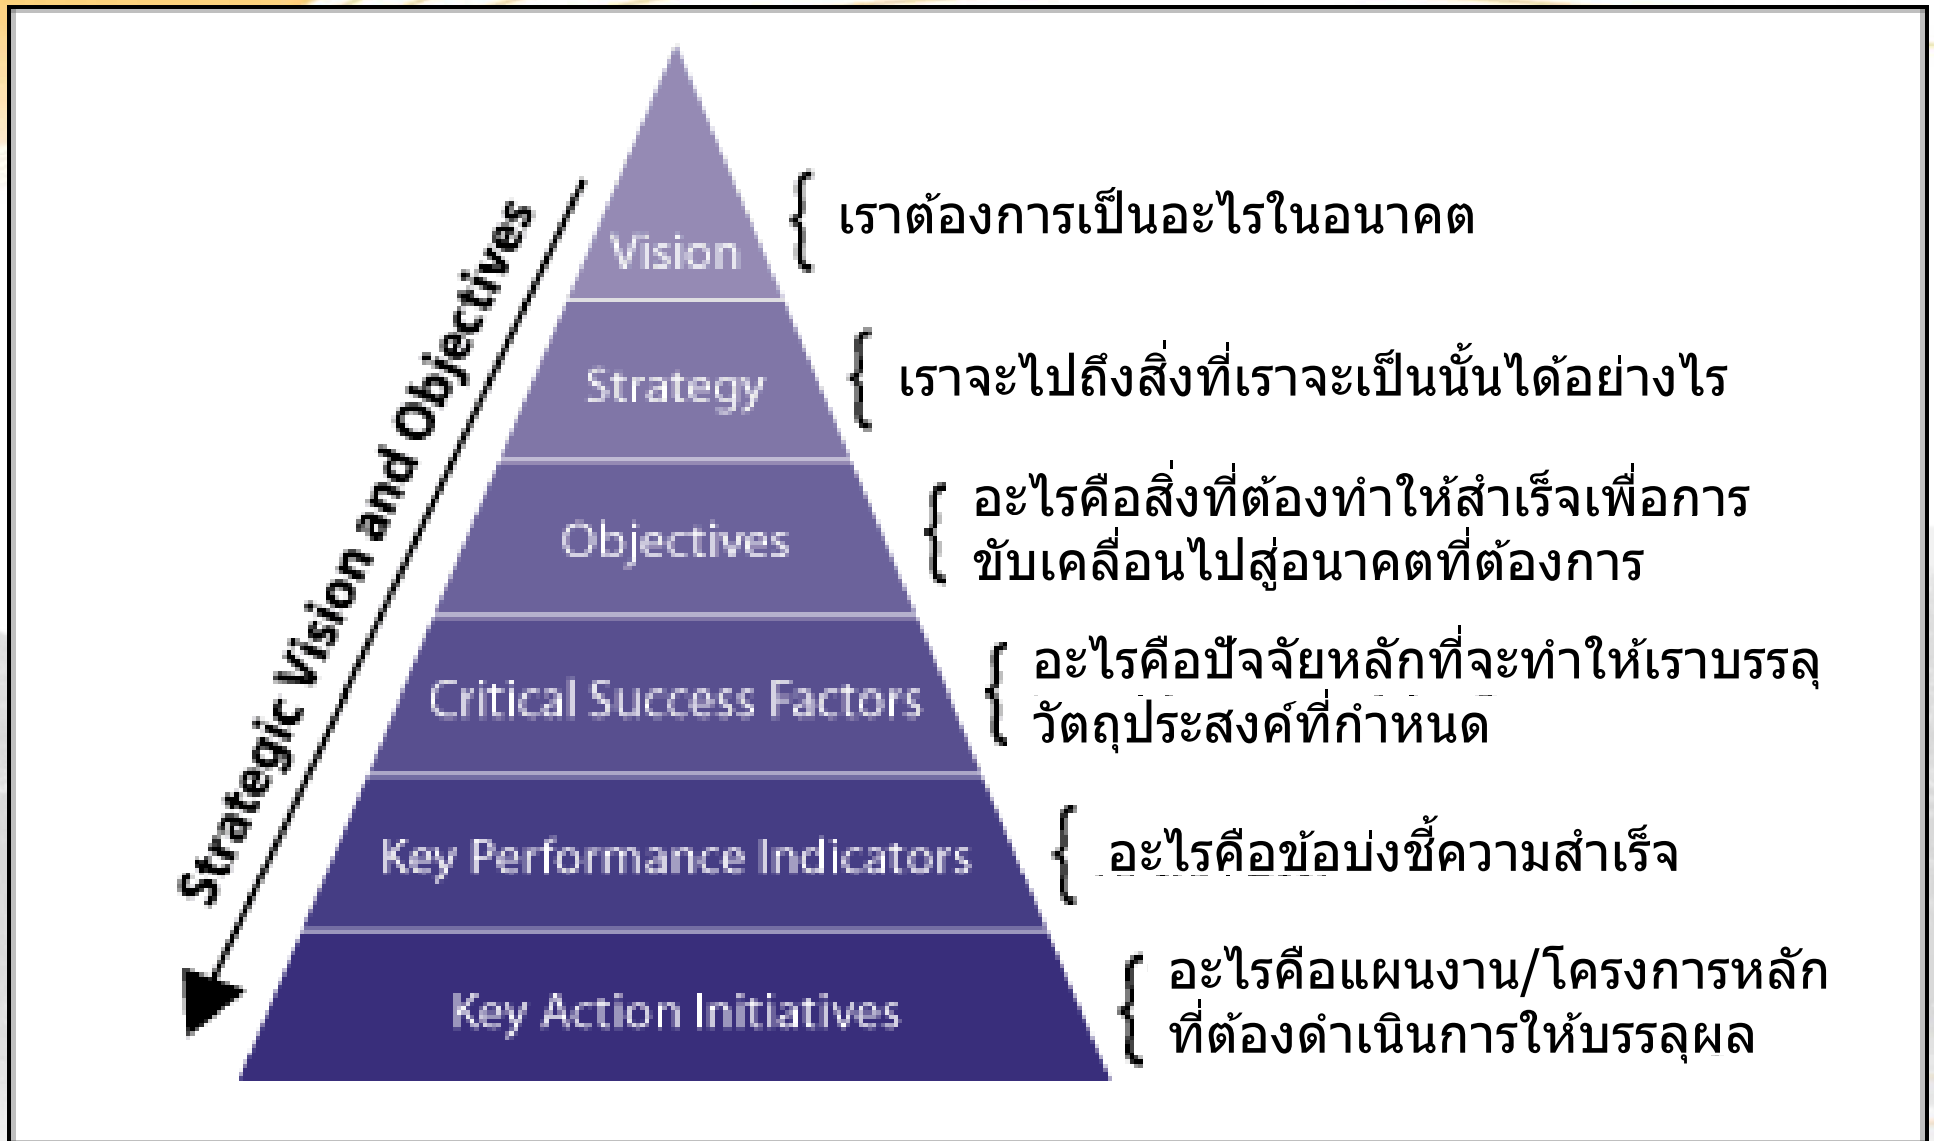 Strategic Vision and Objectives
Vision
เราต้องการเป็นอะไรในอนาคต
Strategy
เราจะไปถึงสิ่งที่เราจะเป็นนั้นได้อย่างไร
Objectives
อะไรคือสิ่งที่ต้องทำให้สำเร็จเพื่อการ
ขับเคลื่อนไปสู่อนาคตที่ต้องการ
Critical Success Factors
อะไรคือปัจจัยหลักที่จะทำให้เราบรรลุ
วัตถุประสงค์ที่กำหนด
Key Performance Indicators
อะไรคือข้อบ่งชี้ความสำเร็จ
Key Action Initiatives
อะไรคือแผนงาน/โครงการหลัก
ที่ต้องดำเนินการให้บรรลุผล